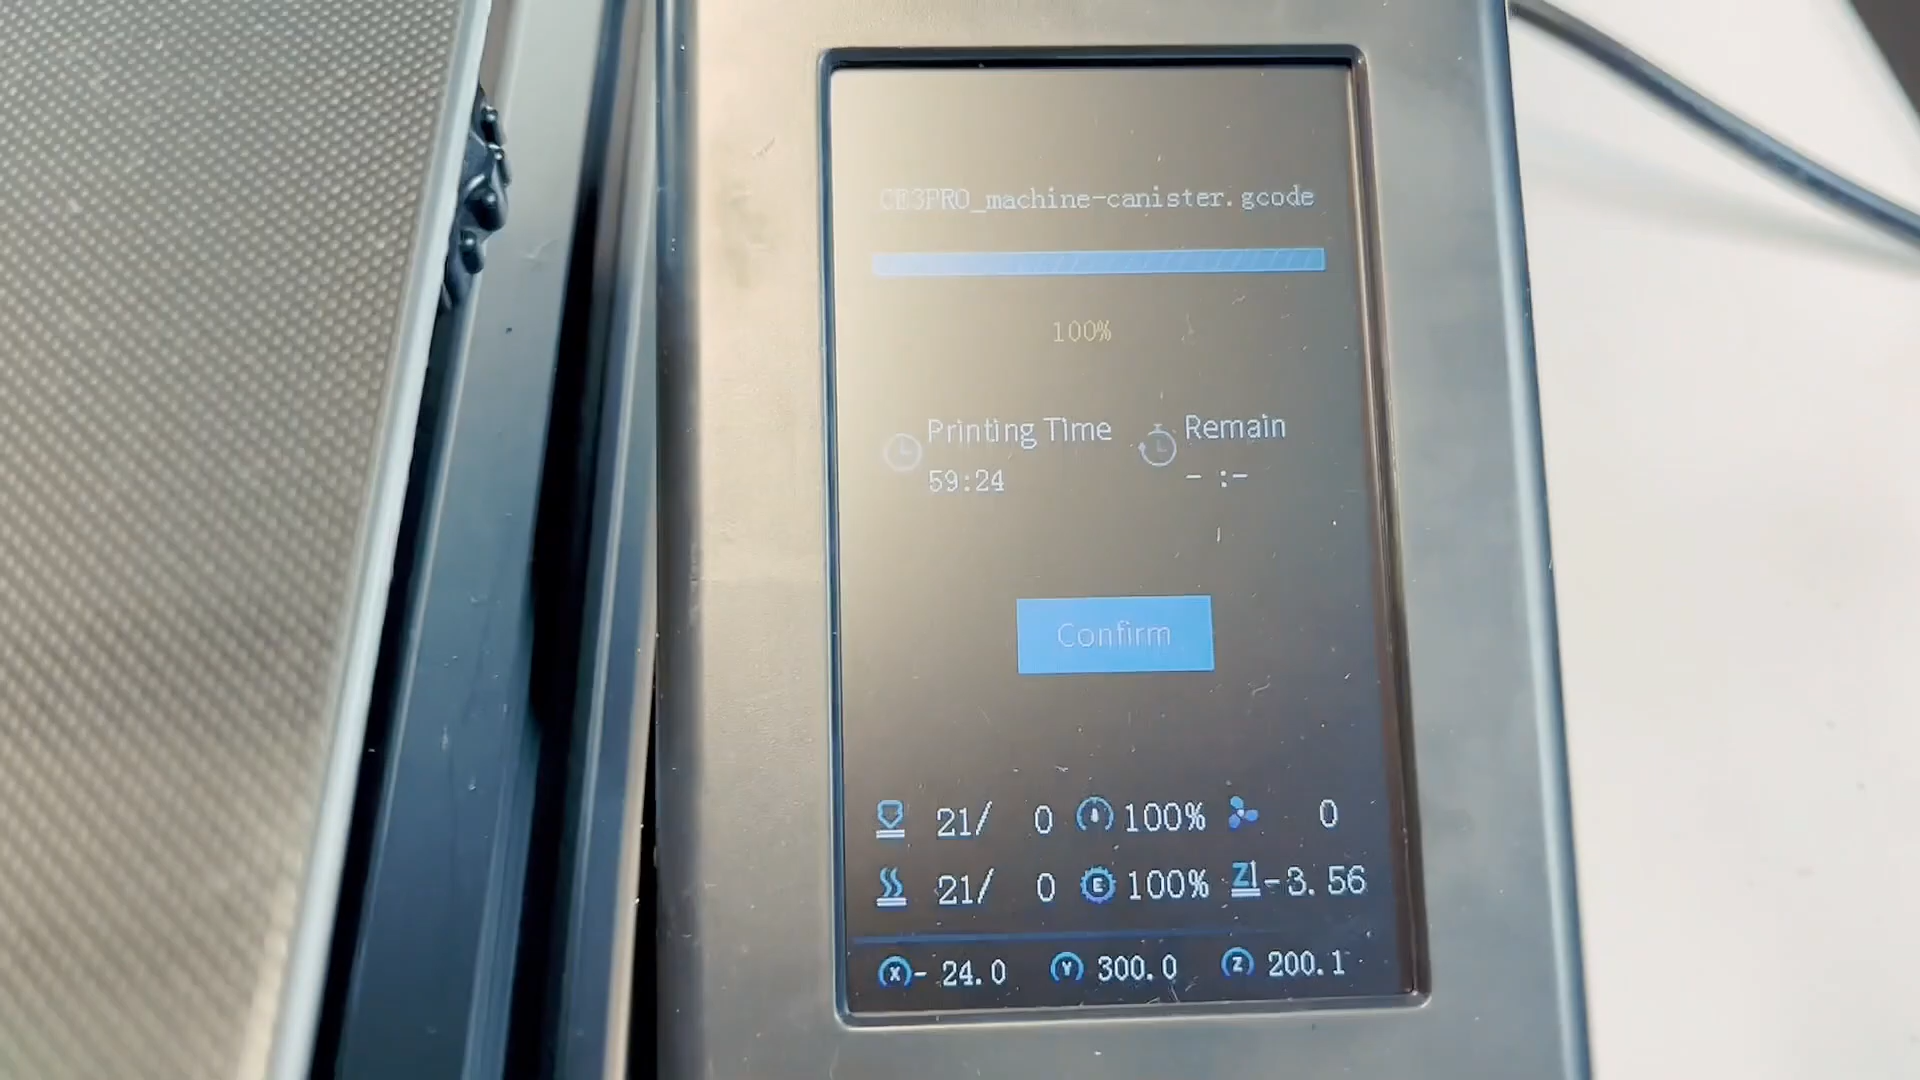 CE3PRO_machine-canister.gcode
100%
Printing Time
59:24
Remain
- :-
Confirm
21/ 0 100% 0
21/ 0 E 100% Z -3.56
X - 24.0 Y 300.0 Z 200.1